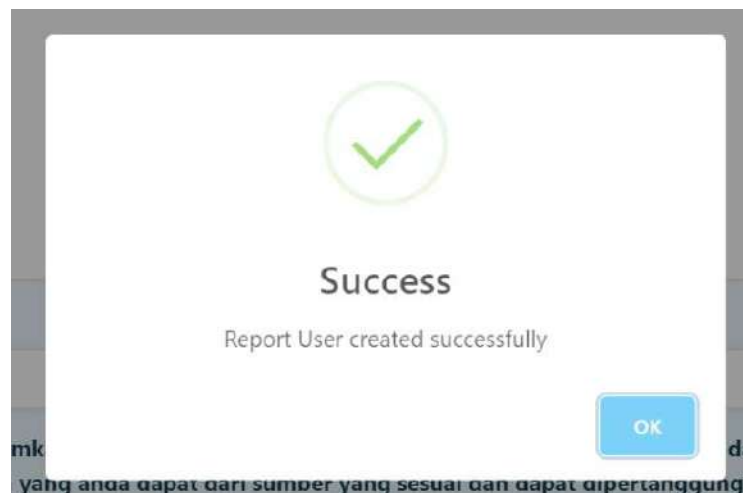 Success
Report User created successfully
OK
yang anda dapat dari sumber yang sesuai dan dapat dipertanggung